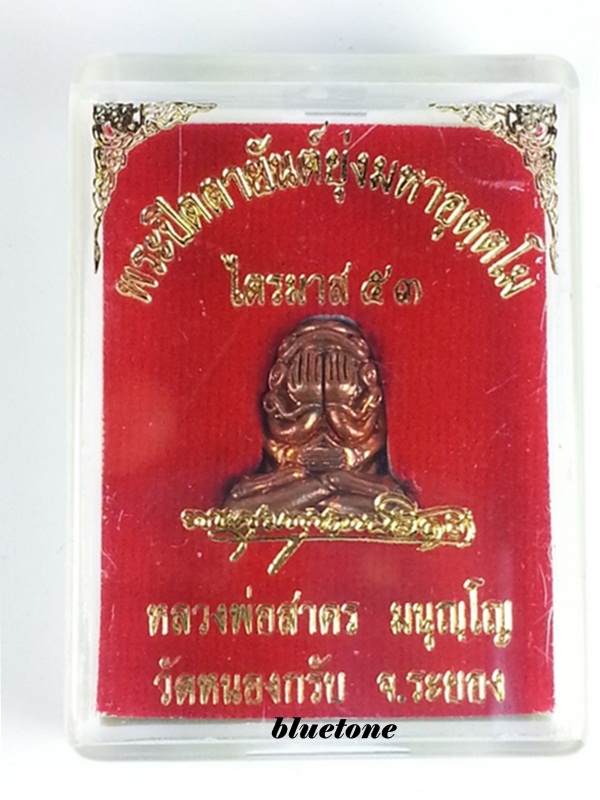 พระปิดตายันต์ยุ่งมหาอุตฺตโม
ไตรมาส ๕๓
หลวงพ่อสาคร มนุญฺโญ
วัดหนองกรับ จ.ระยอง
bluetone